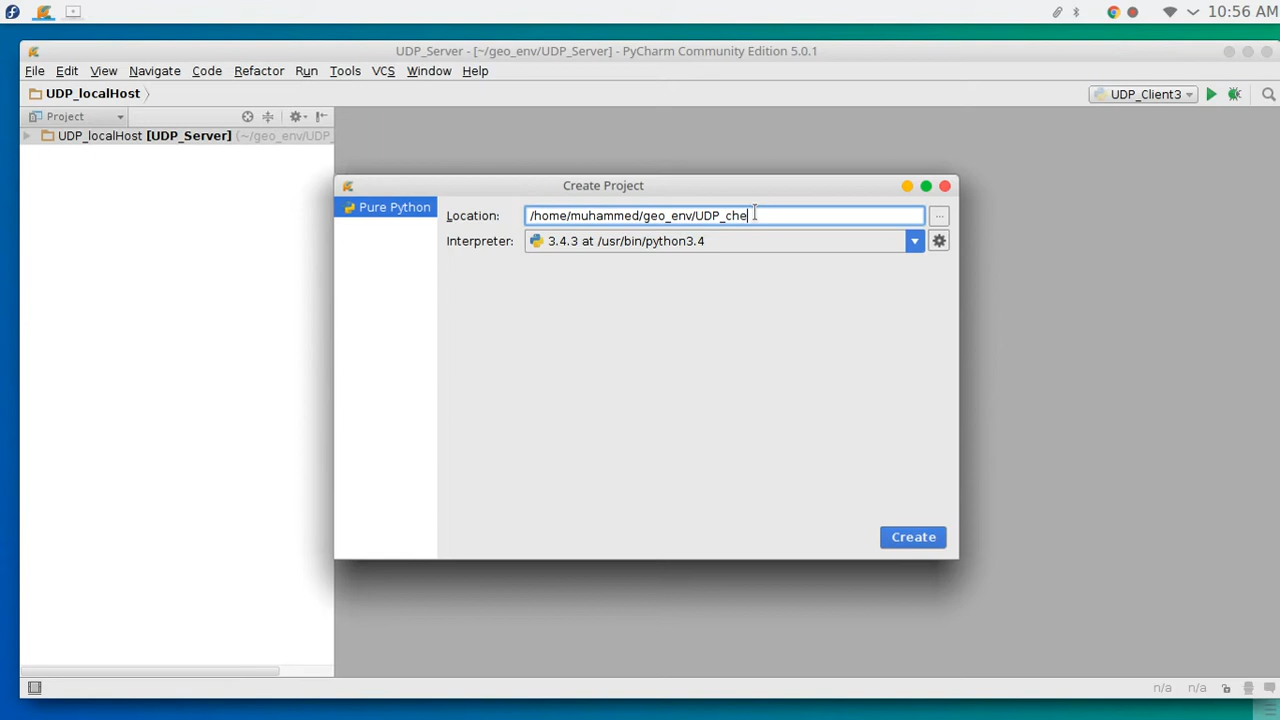 10:56 AM
UDP_Server - [~/geo_env/UDP_Server] - PyCharm Community Edition 5.0.1
File Edit View Navigate Code Refactor Run Tools VCS Window Help
UDP_localHost
UDP_Client3
Project
UDP_localHost [UDP_Server] (~/geo_env/UDP_
Create Project
Pure Python
Location: /home/muhammed/geo_env/UDP_che
...
Interpreter: 3.4.3 at /usr/bin/python3.4
Create
n/a n/a